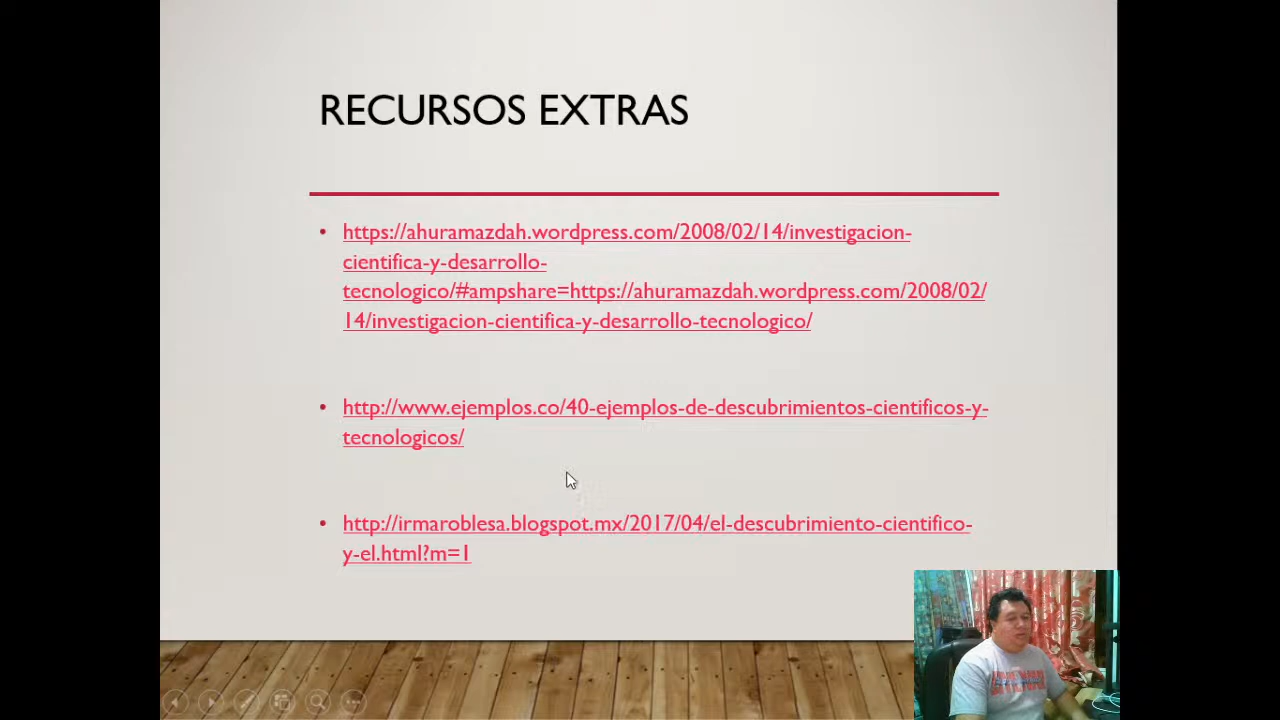 RECURSOS EXTRAS
• https://ahuramazdah.wordpress.com/2008/02/14/investigacion-
cientifica-y-desarrollo-
tecnologico/#ampshare=https://ahuramazdah.wordpress.com/2008/02/
14/investigacion-cientifica-y-desarrollo-tecnologico/
• http://www.ejemplos.co/40-ejemplos-de-descubrimientos-cientificos-y-
tecnologicos/
• http://irmaroblesa.blogspot.mx/2017/04/el-descubrimiento-cientifico-
y-el.html?m=1